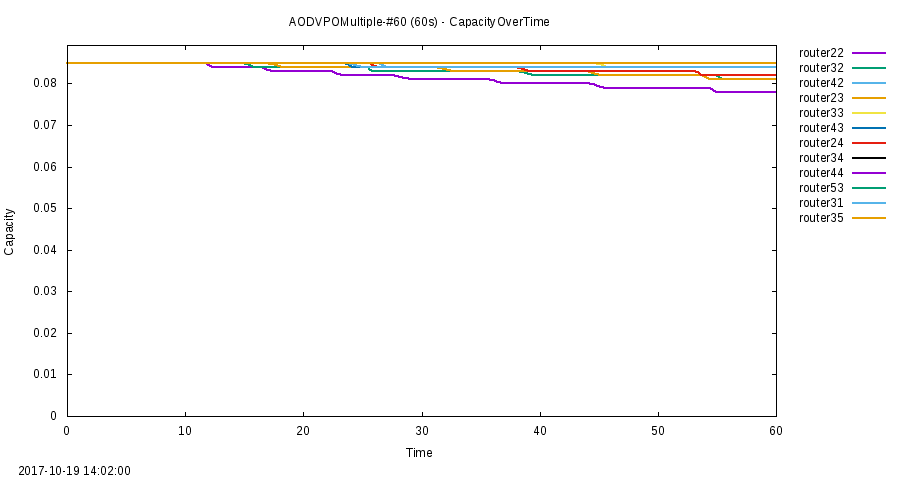 AODVPOMultiple-#60 (60s) - CapacityOverTime
router22
router32
router42
router23
router33
router43
router24
router34
router44
router53
router31
router35
0.08
0.07
0.06
0.05
0.04
0.03
0.02
0.01
0
Capacity
0 10 20 30 40 50 60
Time
2017-10-19 14:02:00